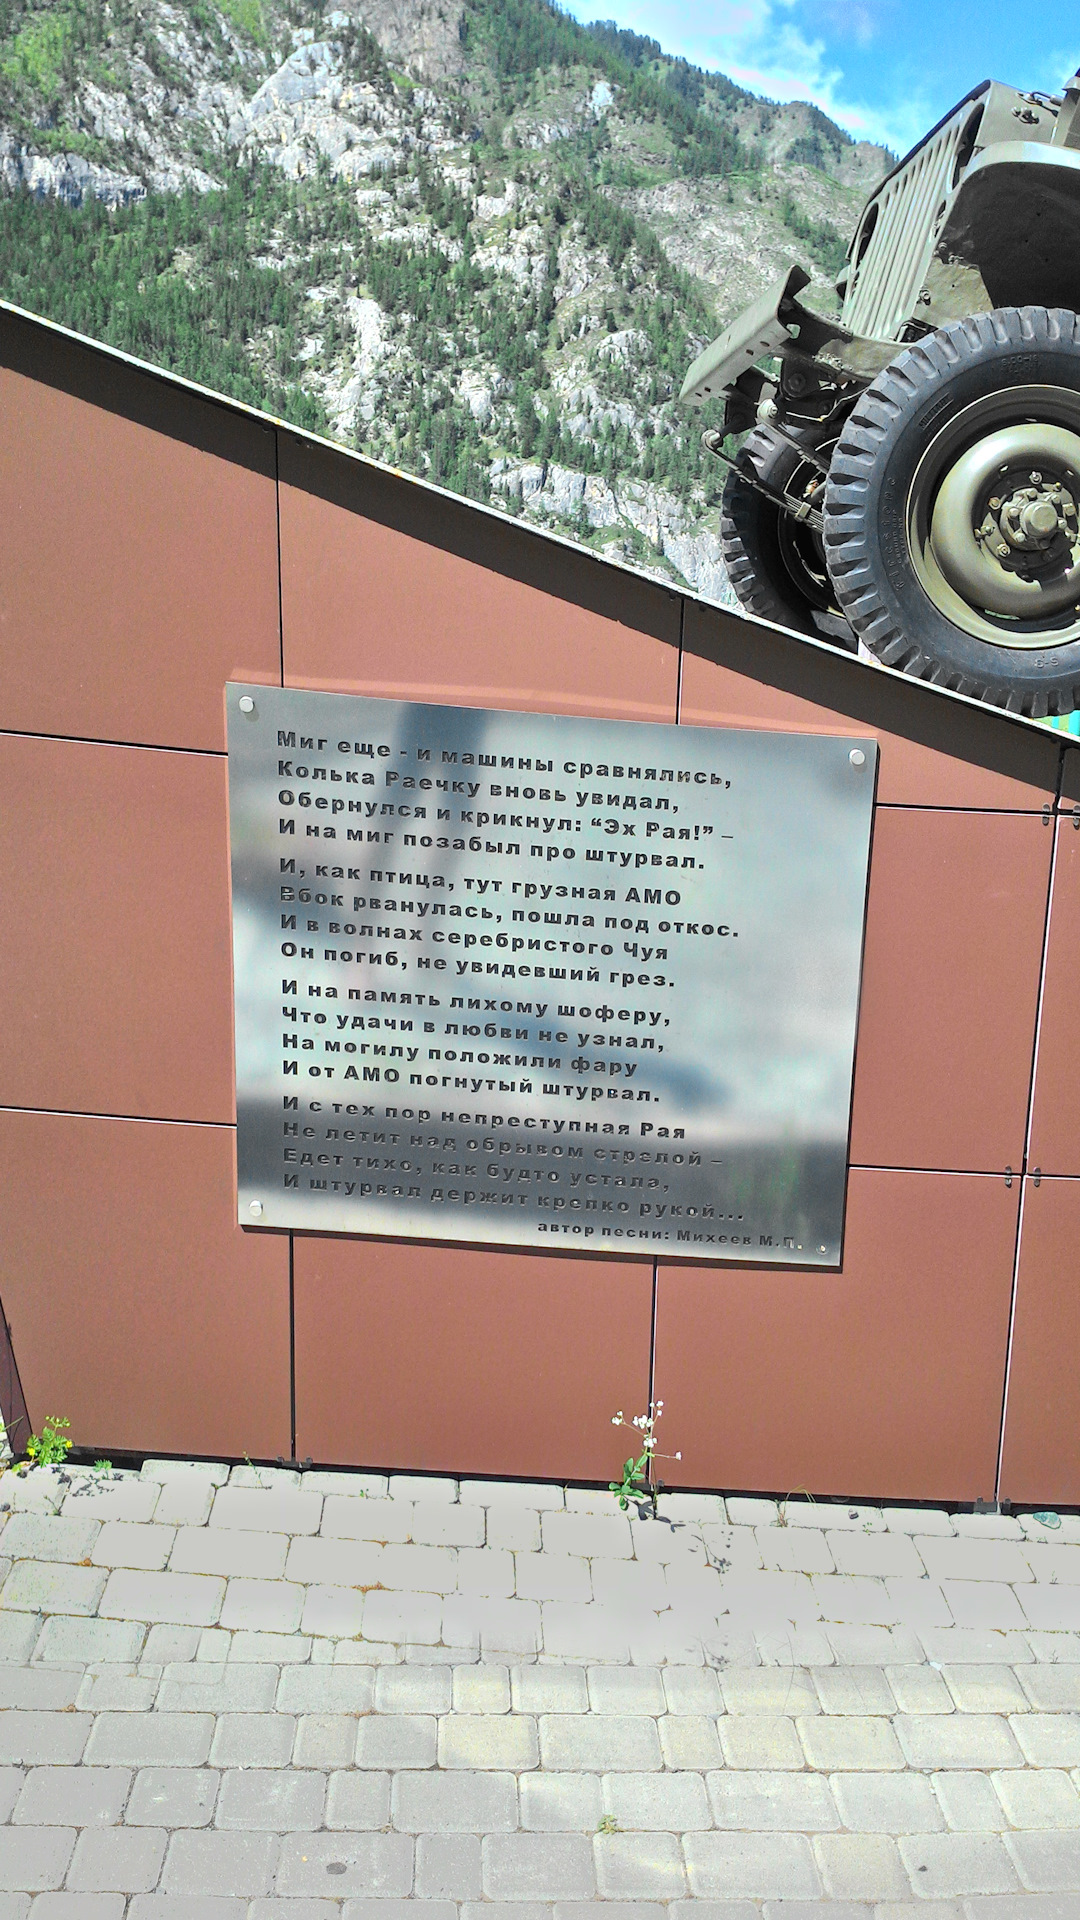 Миг еще - и машины сравнялись,
Колька Раечку вновь увидал,
Обернулся и крикнул: “Эх Рая!” –
И на миг позабыл про штурвал.
И, как птица, тут грузная АМО
Вбок рванулась, пошла под откос.
И в волнах серебристого Чуя
Он погиб, не увидевший грез.
И на память лихому шоферу,
Что удачи в любви не узнал,
На могилу положили фару
И от АМО погнутый штурвал.
И с тех пор непреступная Рая
Не летит над обрывом стрелой –
Едет тихо, как будто устала,
И штурвал держит крепко рукой...
автор песни: Михеев М.П.